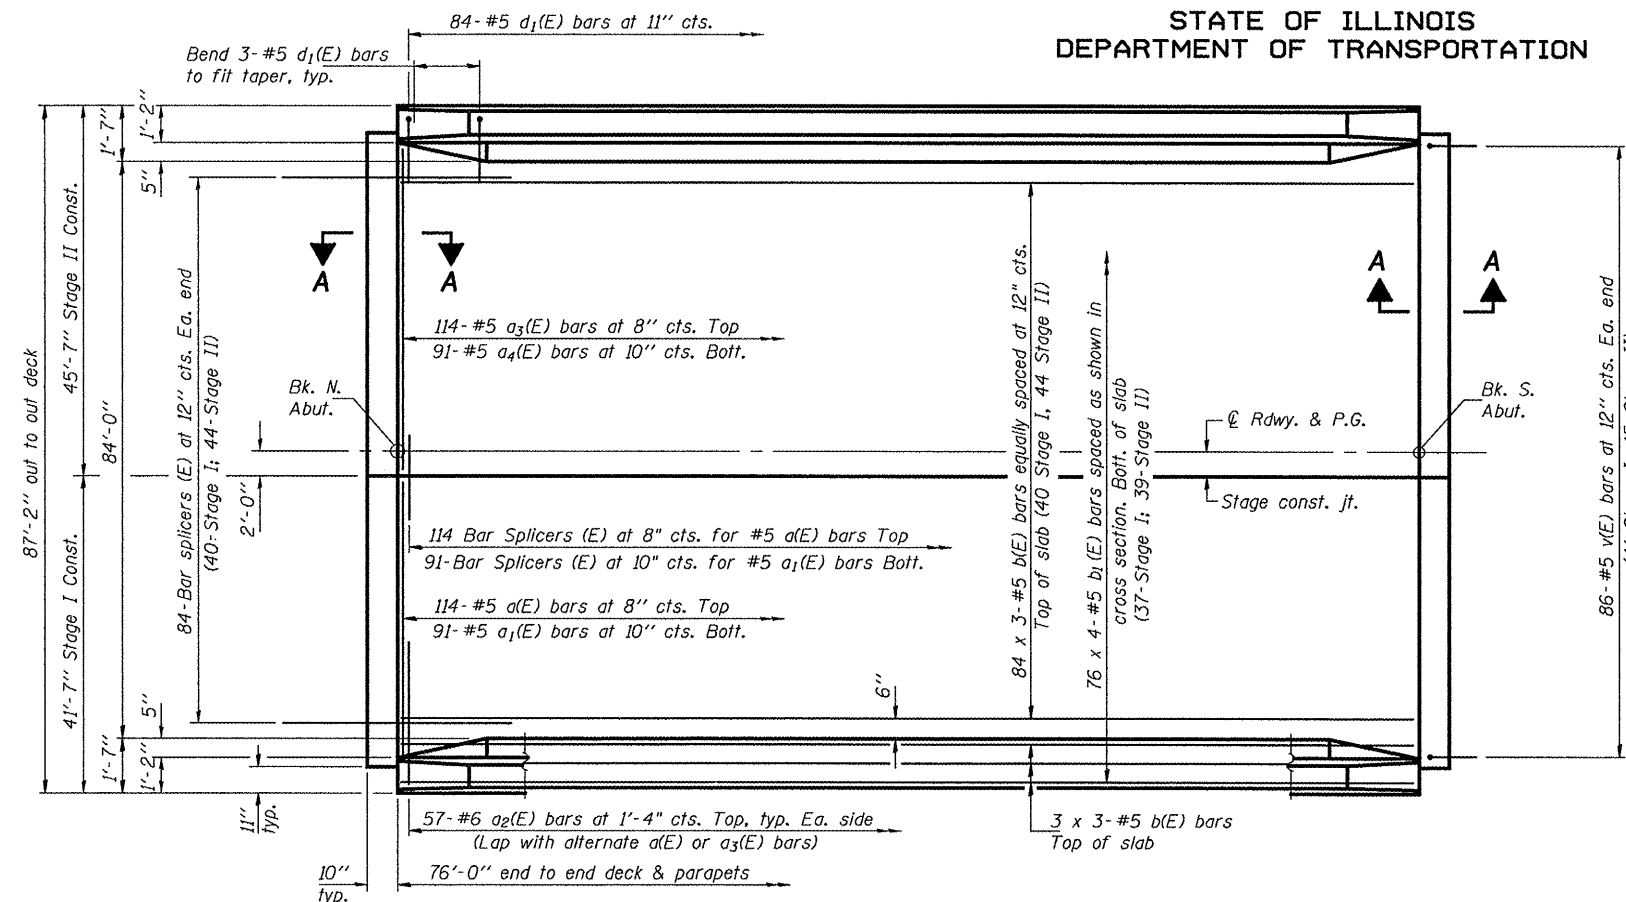 STATE OF ILLINOIS
DEPARTMENT OF TRANSPORTATION
84-#5 d₁(E) bars at 11" cts.
Bend 3-#5 d₁(E) bars
to fit taper, typ.
1'-2"
1'-7"
5"
87'-2" out to out deck
45'-7" Stage II Const.
41'-7" Stage I Const.
84'-0"
84-Bar splicers (E) at 12" cts. Ea. end
(40-Stage I; 44-Stage II)
A
A
A
A
114-#5 a₃(E) bars at 8" cts. Top
91-#5 a₄(E) bars at 10" cts. Bott.
Bk. N.
Abut.
2'-0"
84 x 3-#5 b(E) bars equally spaced at 12" cts.
Top of slab (40 Stage I, 44 Stage II)
76 x 4-#5 b₁(E) bars spaced as shown in
cross section. Bott. of slab
(37-Stage I; 39-Stage II)
℄ Rdwy. & P.G.
Stage const. jt.
Bk. S.
Abut.
86-#5 v(E) bars at 12" cts. Ea. end
114 Bar Splicers (E) at 8" cts. for #5 a(E) bars Top
91-Bar Splicers (E) at 10" cts. for #5 a₁(E) bars Bott.
114-#5 a(E) bars at 8" cts. Top
91-#5 a₁(E) bars at 10" cts. Bott.
6"
5"
1'-7"
1'-2"
11"
typ.
10"
typ.
57-#6 a₂(E) bars at 1'-4" cts. Top, typ. Ea. side
(Lap with alternate a(E) or a₃(E) bars)
76'-0" end to end deck & parapets
3 x 3-#5 b(E) bars
Top of slab